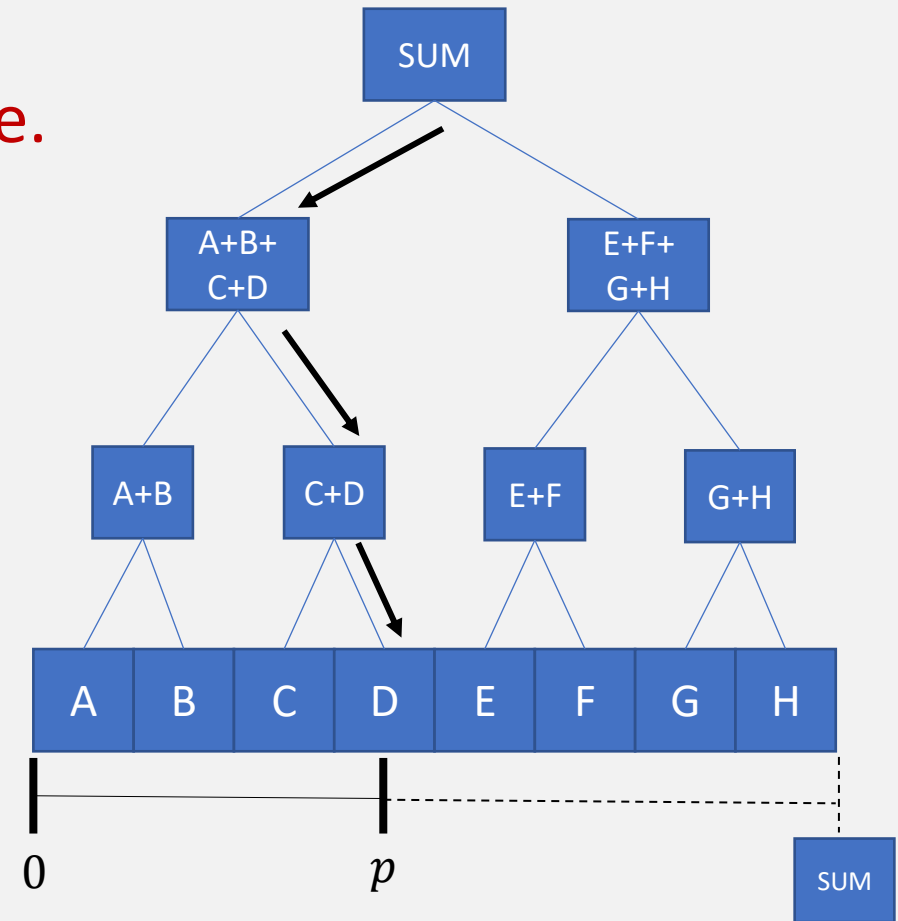 SUM
e.
A+B+
C+D
E+F+
G+H
A+B
C+D
E+F
G+H
A B C D E F G H
0 p
SUM